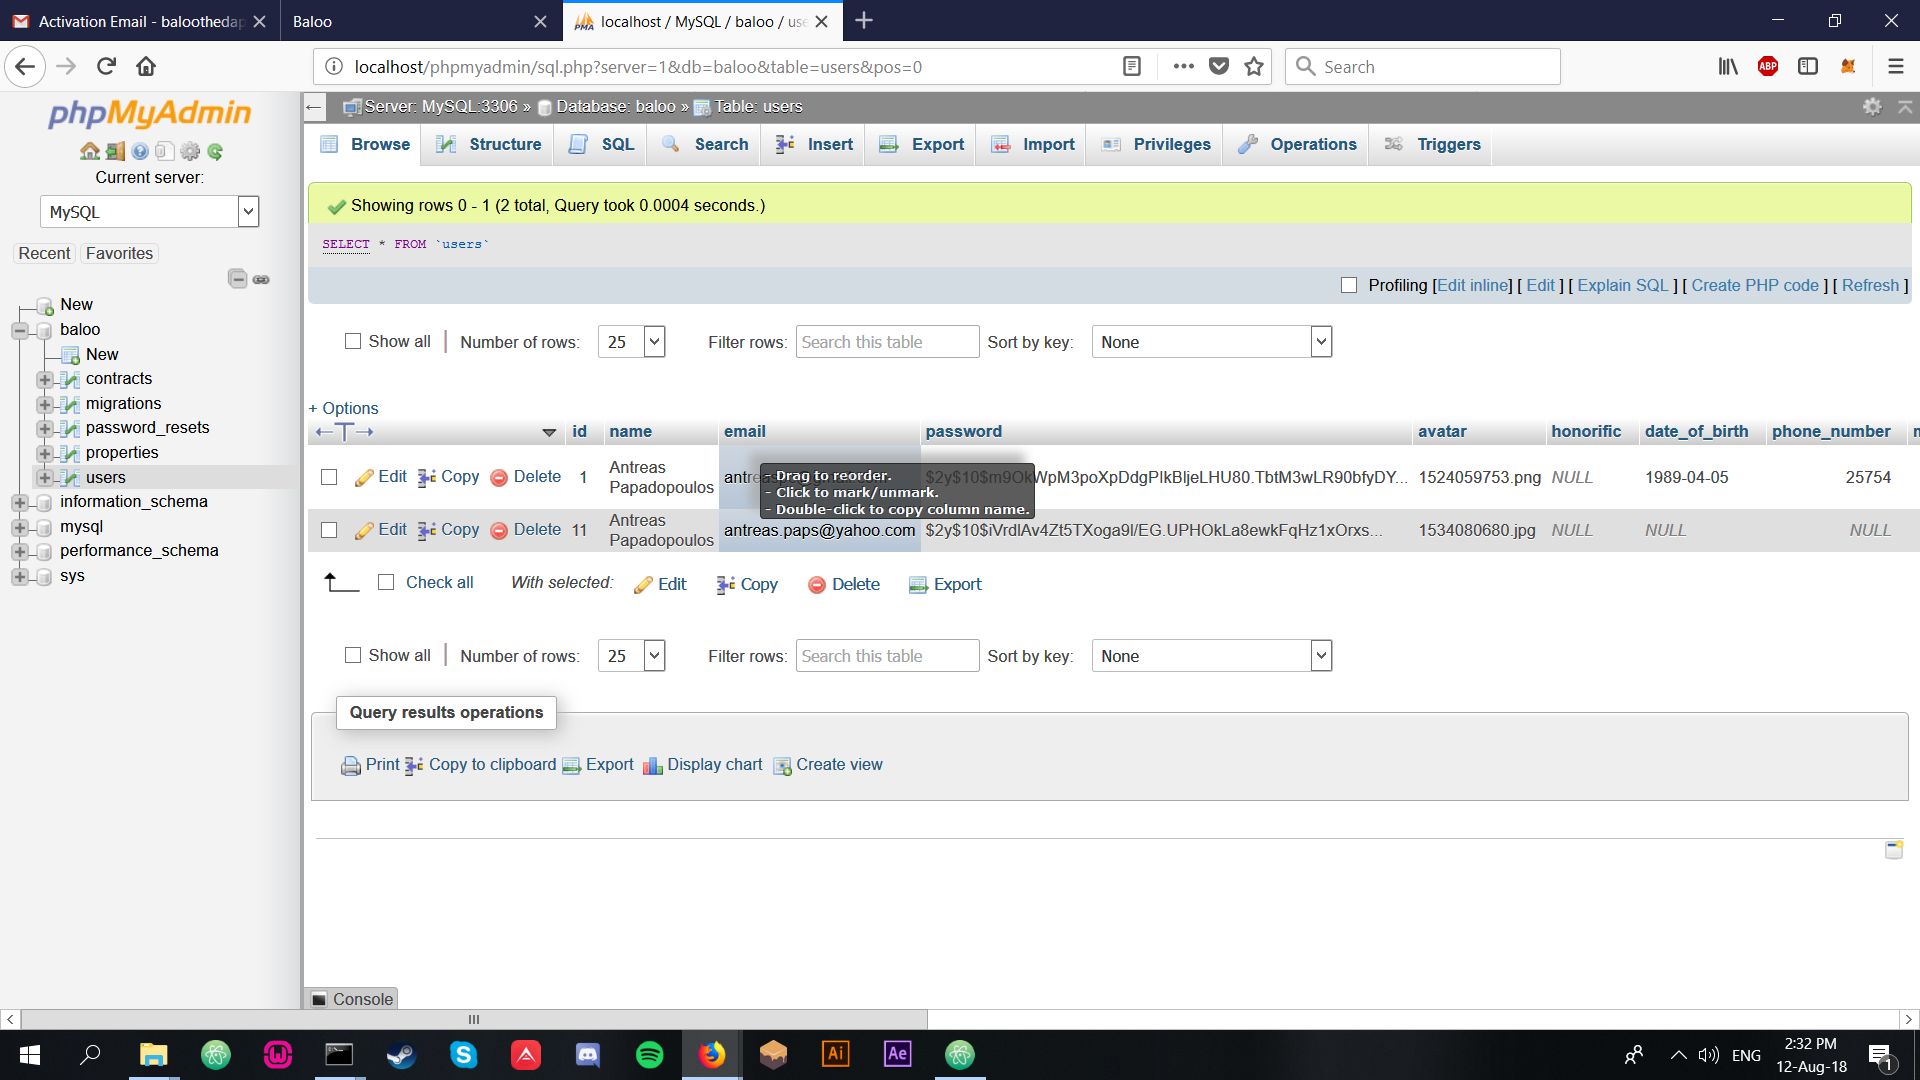 Activation Email - baloothedap
Baloo
localhost / MySQL / baloo / use
localhost/phpmyadmin/sql.php?server=1&db=baloo&table=users&pos=0
Search
ABP
phpMyAdmin
Current server:
MySQL
Recent Favorites
New
baloo
New
contracts
migrations
password_resets
properties
users
information_schema
mysql
performance_schema
sys
Server: MySQL:3306 » Database: baloo » Table: users
Browse Structure SQL Search Insert Export Import Privileges Operations Triggers
Showing rows 0 - 1 (2 total, Query took 0.0004 seconds.)
SELECT * FROM `users`
Profiling [Edit inline] [ Edit ] [ Explain SQL ] [ Create PHP code ] [ Refresh ]
Show all Number of rows: 25 Filter rows: Search this table Sort by key: None
+ Options
id name email password avatar honorific date_of_birth phone_number
Edit Copy Delete 1 Antreas Papadopoulos 1524059753.png NULL 1989-04-05 25754
- Drag to reorder.
- Click to mark/unmark.
- Double-click to copy column name.
Edit Copy Delete 11 Antreas Papadopoulos antreas.paps@yahoo.com $2y$10$iVrdlAv4Zt5TXoga9l/EG.UPHOkLa8ewkFqHz1xOrxs... 1534080680.jpg NULL NULL NULL
Check all With selected: Edit Copy Delete Export
Show all Number of rows: 25 Filter rows: Search this table Sort by key: None
Query results operations
Print Copy to clipboard Export Display chart Create view
Console
Ai Ae
ENG
2:32 PM
12-Aug-18
1